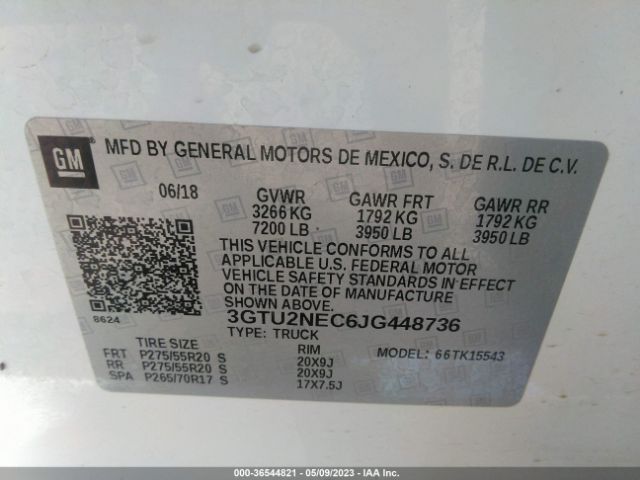 GM
MFD BY GENERAL MOTORS DE MEXICO, S. DE R.L. DE C.V.
06/18 GVWR GAWR FRT GAWR RR
3266 KG 1792 KG 1792 KG
7200 LB 3950 LB 3950 LB
THIS VEHICLE CONFORMS TO ALL
APPLICABLE U.S. FEDERAL MOTOR
VEHICLE SAFETY STANDARDS IN EFFECT
ON THE DATE OF MANUFACTURE
SHOWN ABOVE.
8624
3GTU2NEC6JG448736
TYPE: TRUCK
TIRE SIZE RIM MODEL: 66TK15543
FRT P275/55R20 S 20X9J
RR P275/55R20 S 20X9J
SPA P265/70R17 S 17X7.5J
000-36544821 - 05/09/2023 - IAA Inc.